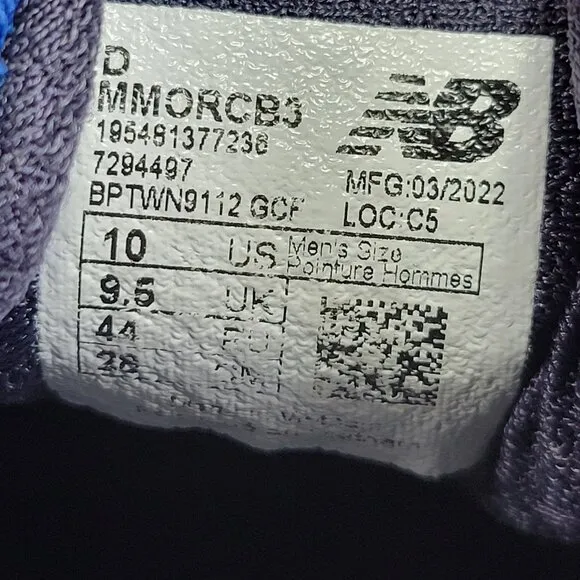 D
NB
MMORCB3
195481377236
7294497
MFG:03/2022
BPTWN9112 GCF
LOC:C5
10 US Men's Size
Pointure Hommes
9.5 UK
44 EU
28